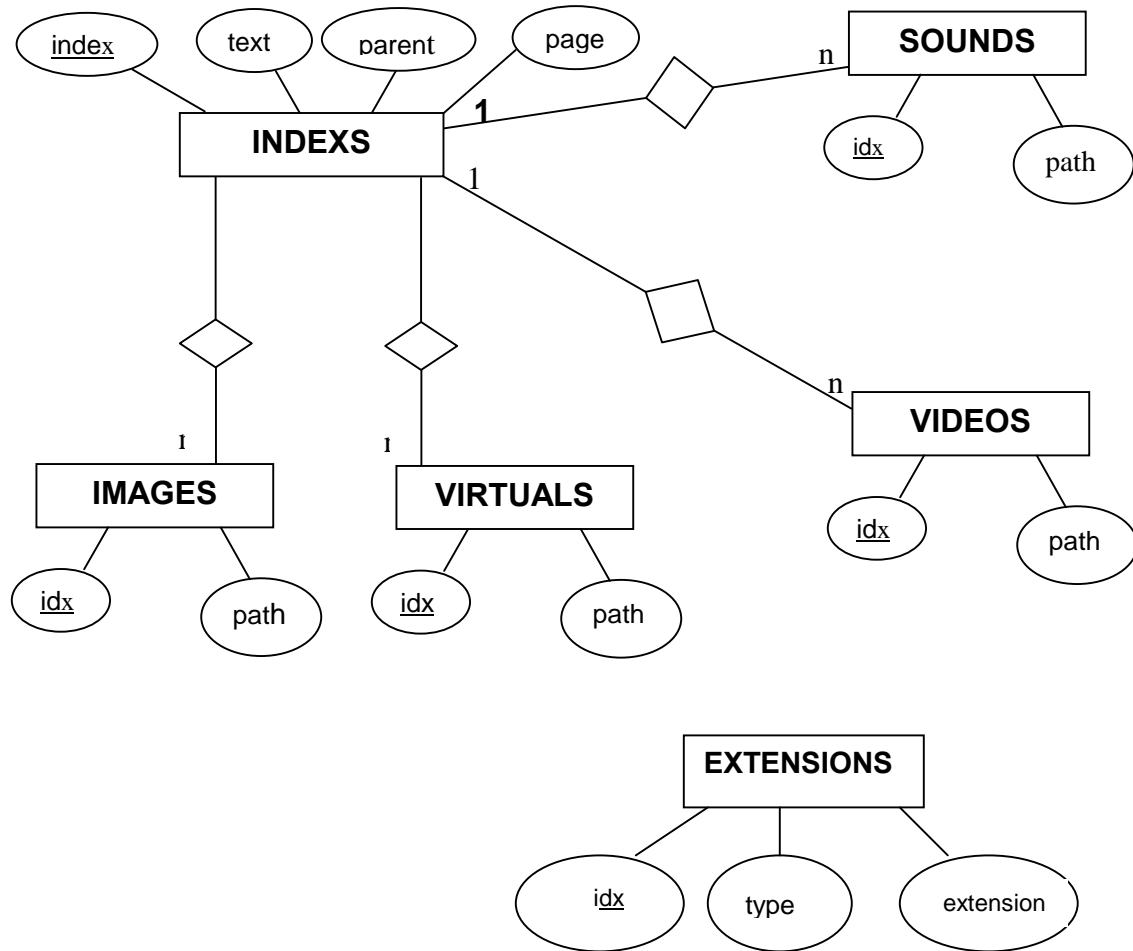 index
text
parent
page
SOUNDS
n
1
INDEXS
idx
path
1
n
VIDEOS
IMAGES
VIRTUALS
idx
path
idx
path
idx
path
EXTENSIONS
idx
type
extension